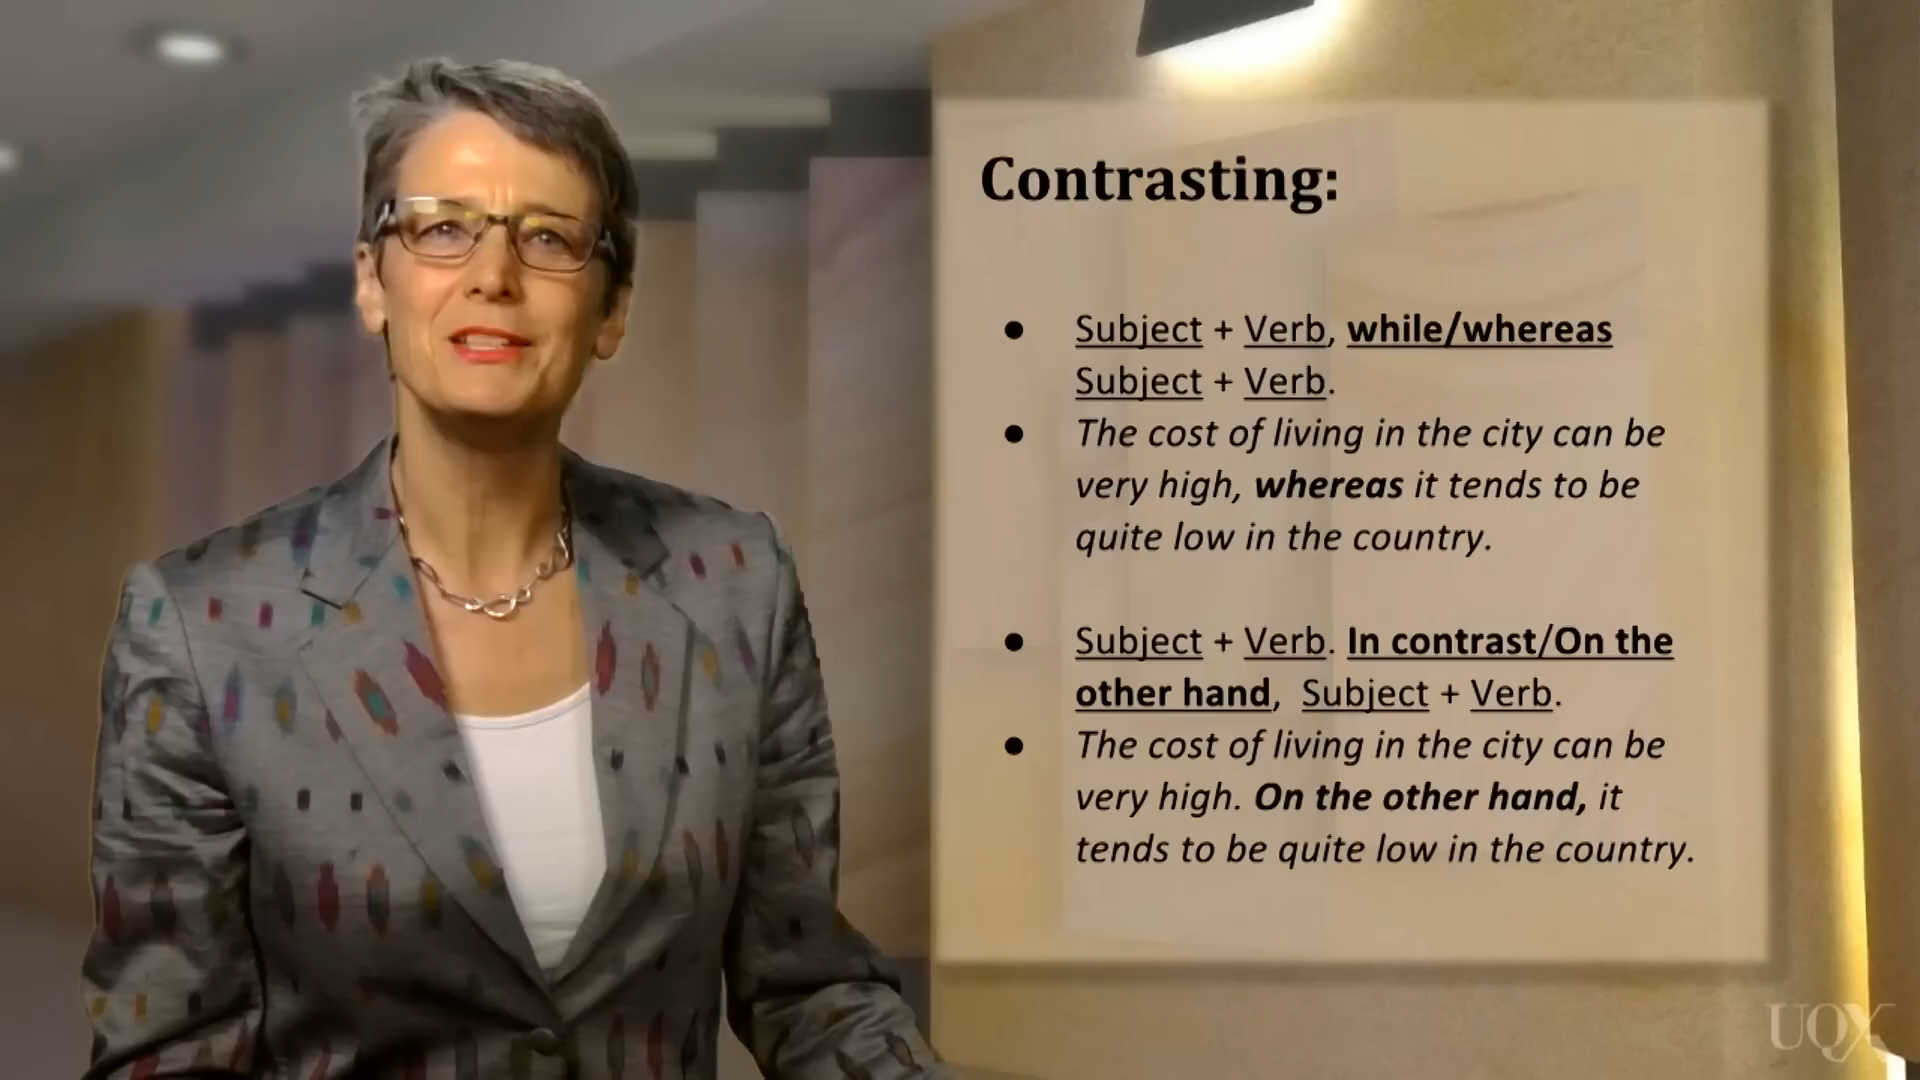 Contrasting:
● Subject + Verb, while/whereas
Subject + Verb.
● The cost of living in the city can be
very high, whereas it tends to be
quite low in the country.
● Subject + Verb. In contrast/On the
other hand, Subject + Verb.
● The cost of living in the city can be
very high. On the other hand, it
tends to be quite low in the country.
UQX